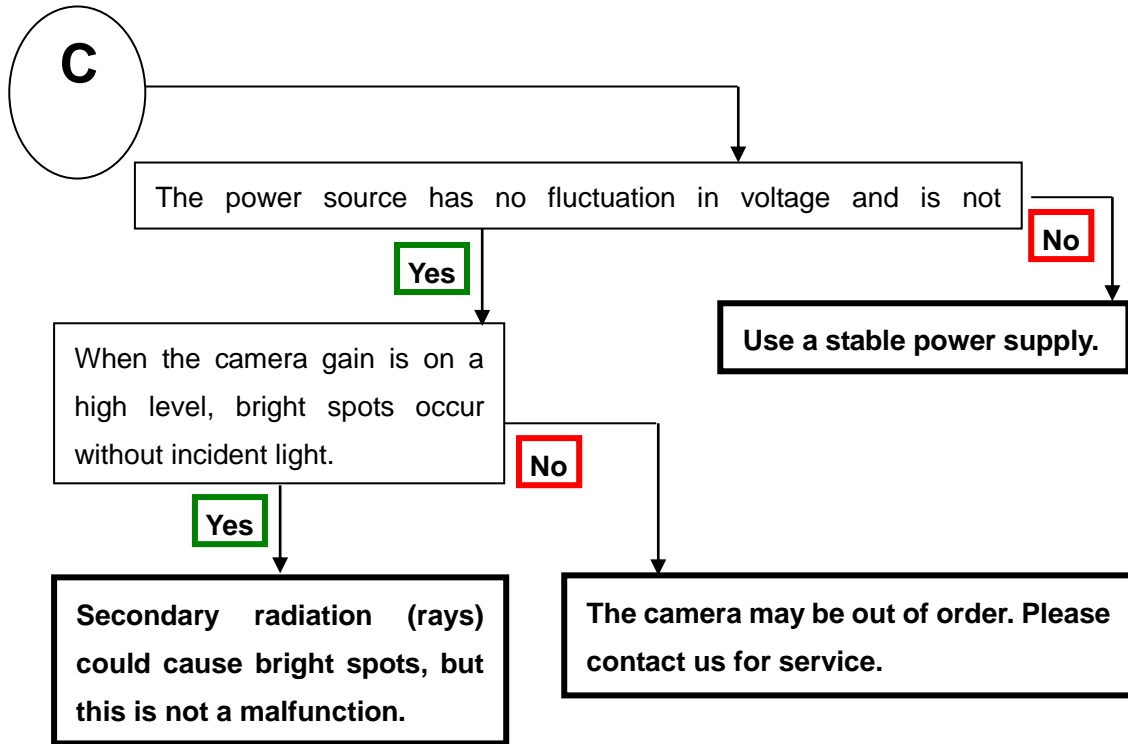 C
The power source has no fluctuation in voltage and is not
No
Yes
Use a stable power supply.
When the camera gain is on a
high level, bright spots occur
without incident light.
No
Yes
Secondary radiation (rays)
could cause bright spots, but
this is not a malfunction.
The camera may be out of order. Please
contact us for service.